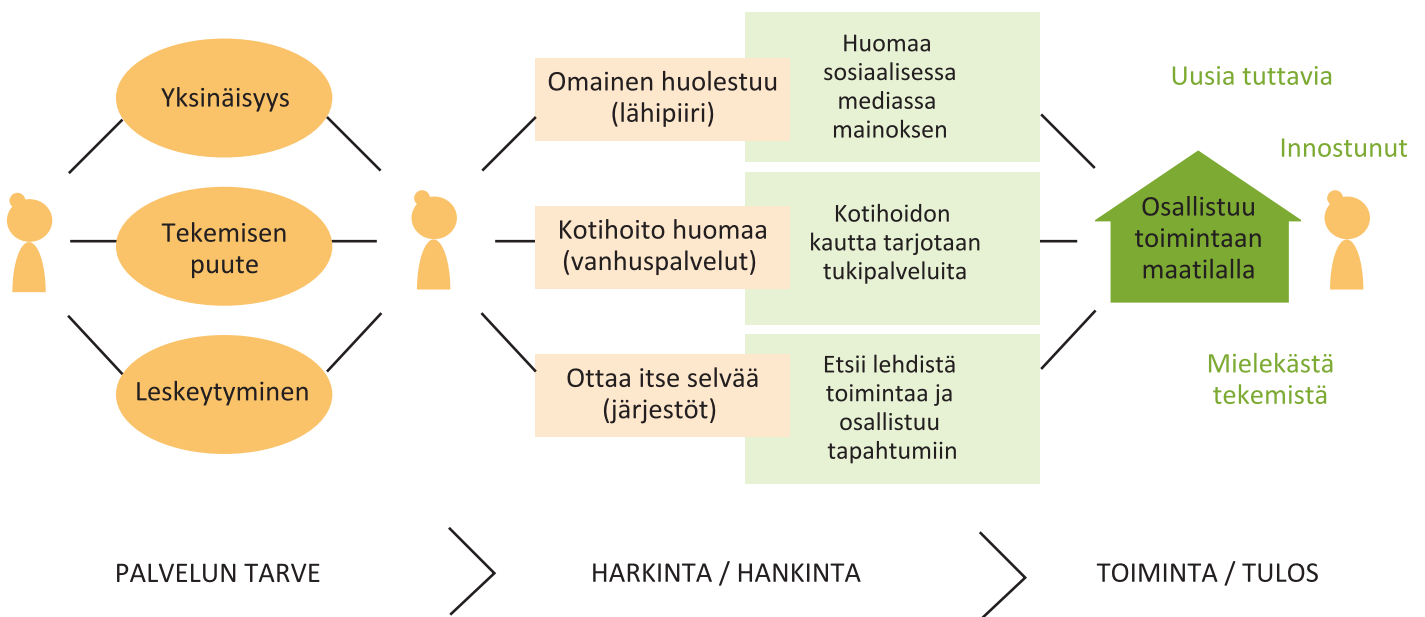 Yksinäisyys
Tekemisen
puute
Leskeytyminen
Omainen huolestuu
(lähipiiri)
Huomaa
sosiaalisessa
mediassa
mainoksen
Kotihoito huomaa
(vanhuspalvelut)
Kotihoidon
kautta tarjotaan
tukipalveluita
Ottaa itse selvää
(järjestöt)
Etsii lehdistä
toimintaa ja
osallistuu
tapahtumiin
Uusia tuttavia
Innostunut
Osallistuu
toimintaan
maatilalla
Mielekästä
tekemistä
PALVELUN TARVE
HARKINTA / HANKINTA
TOIMINTA / TULOS